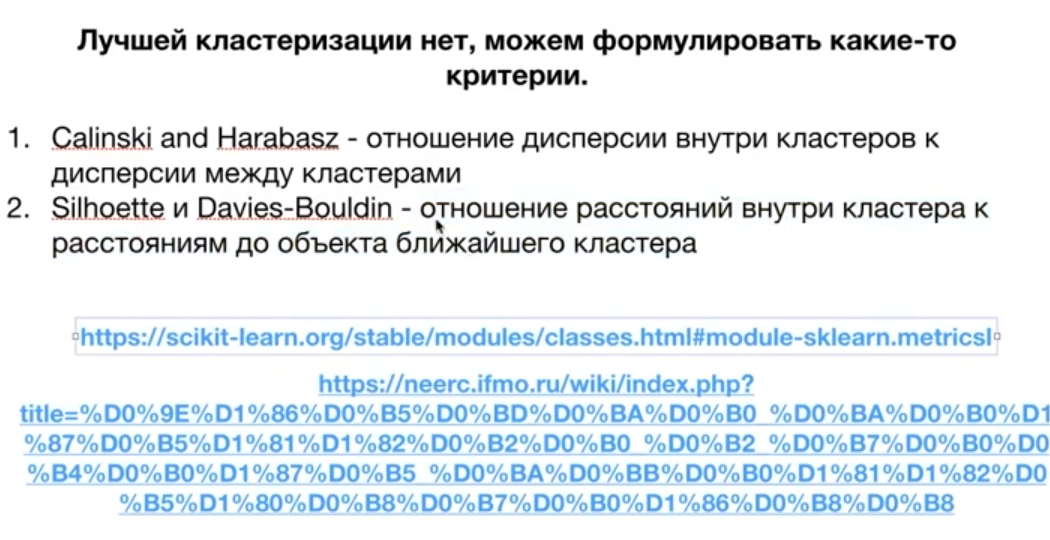 Лучшей кластеризации нет, можем формулировать какие-то
критерии.
1. Calinski and Harabasz - отношение дисперсии внутри кластеров к
дисперсии между кластерами
2. Silhoette и Davies-Bouldin - отношение расстояний внутри кластера к
расстояниям до объекта ближайшего кластера
https://scikit-learn.org/stable/modules/classes.html#module-sklearn.metricsl
https://neerc.ifmo.ru/wiki/index.php?
title=%D0%9E%D1%86%D0%B5%D0%BD%D0%BA%D0%B0_%D0%BA%D0%B0%D1
%87%D0%B5%D1%81%D1%82%D0%B2%D0%B0_%D0%B2_%D0%B7%D0%B0%D0
%B4%D0%B0%D1%87%D0%B5_%D0%BA%D0%BB%D0%B0%D1%81%D1%82%D0
%B5%D1%80%D0%B8%D0%B7%D0%B0%D1%86%D0%B8%D0%B8